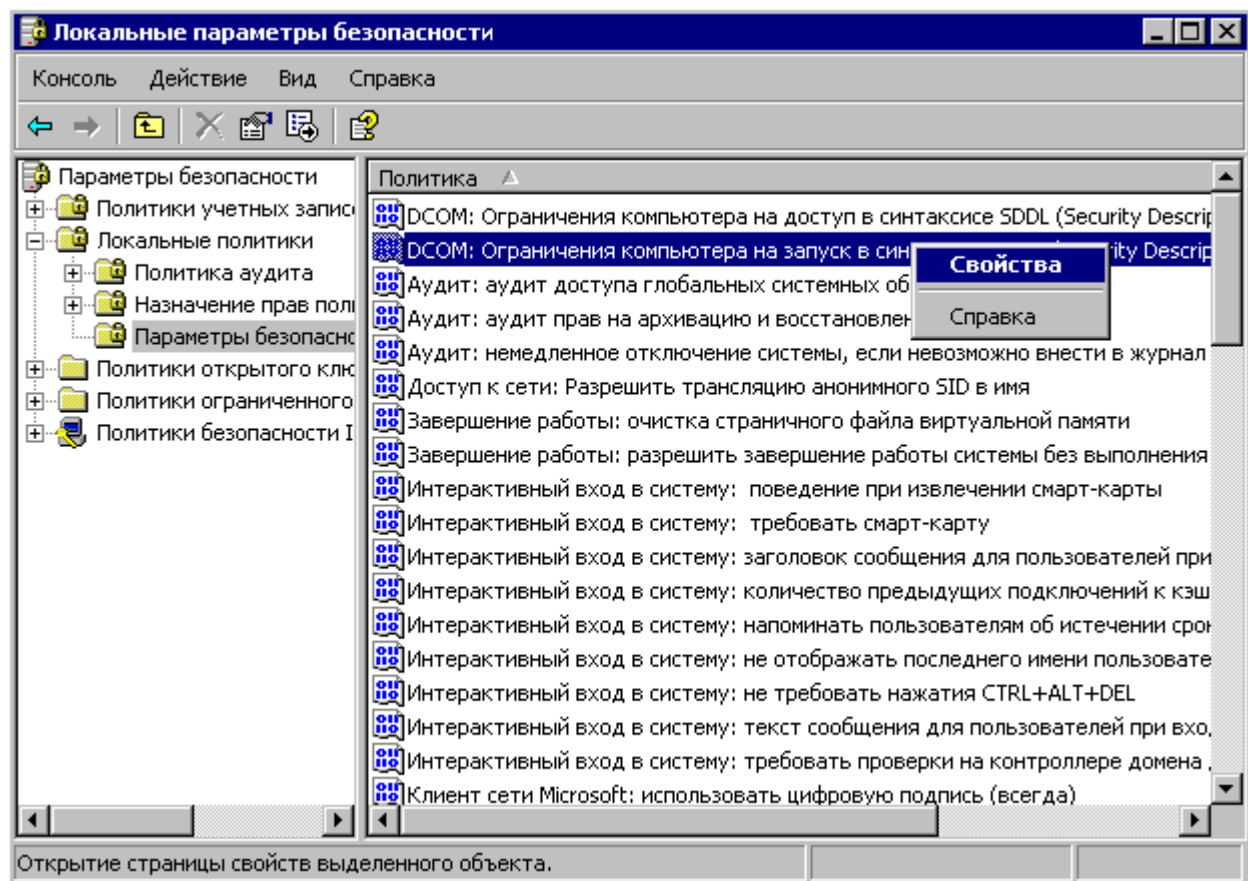 Локальные параметры безопасности
Консоль Действие Вид Справка
Параметры безопасности
Политики учетных запис
Локальные политики
Политика аудита
Назначение прав пол
Параметры безопасно
Политики открытого клю
Политики ограниченного
Политики безопасности I
Политика
DCOM: Ограничения компьютера на доступ в синтаксисе SDDL (Security Descrip
DCOM: Ограничения компьютера на запуск в син rity Descrip
Аудит: аудит доступа глобальных системных об
Аудит: аудит прав на архивацию и восстановлен
Аудит: немедленное отключение системы, если невозможно внести в журнал
Доступ к сети: Разрешить трансляцию анонимного SID в имя
Завершение работы: очистка страничного файла виртуальной памяти
Завершение работы: разрешить завершение работы системы без выполнения
Интерактивный вход в систему: поведение при извлечении смарт-карты
Интерактивный вход в систему: требовать смарт-карту
Интерактивный вход в систему: заголовок сообщения для пользователей при
Интерактивный вход в систему: количество предыдущих подключений к кэш
Интерактивный вход в систему: напоминать пользователям об истечении срок
Интерактивный вход в систему: не отображать последнего имени пользовате
Интерактивный вход в систему: не требовать нажатия CTRL+ALT+DEL
Интерактивный вход в систему: текст сообщения для пользователей при вхо
Интерактивный вход в систему: требовать проверки на контроллере домена
Клиент сети Microsoft: использовать цифровую подпись (всегда)
Свойства
Справка
Открытие страницы свойств выделенного объекта.